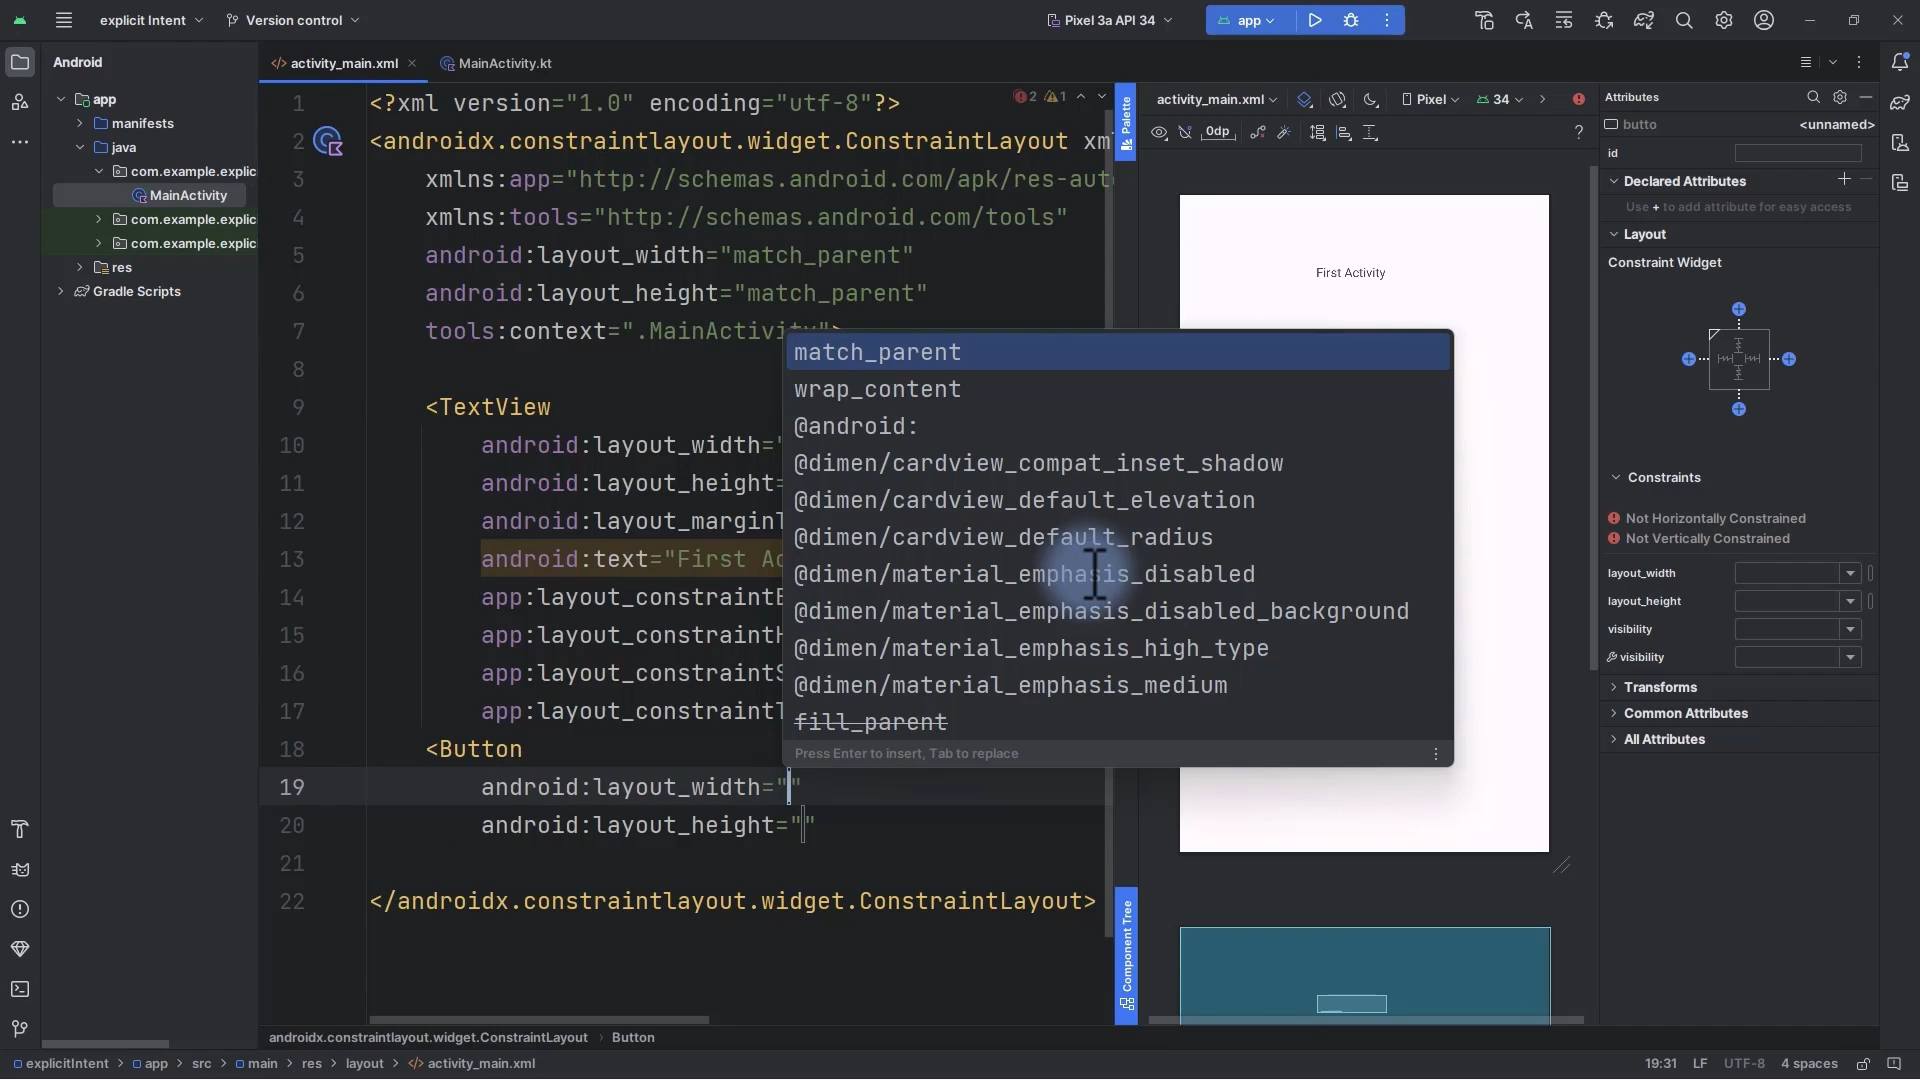 explicit Intent
Version control
Pixel 3a API 34
app
Android
activity_main.xml
MainActivity.kt
app
manifests
java
com.example.explic
MainActivity
com.example.explic
com.example.explic
res
Gradle Scripts
1 <?xml version="1.0" encoding="utf-8"?>
2 <androidx.constraintlayout.widget.ConstraintLayout xm
3 xmlns:app="http://schemas.android.com/apk/res-aut
4 xmlns:tools="http://schemas.android.com/tools"
5 android:layout_width="match_parent"
6 android:layout_height="match_parent"
7 tools:context=".MainActivity">
8
9 <TextView
10 android:layout_width="
11 android:layout_height=
12 android:layout_margin
13 android:text="First Ac
14 app:layout_constraint
15 app:layout_constraint
16 app:layout_constraint
17 app:layout_constraint
18 <Button
19 android:layout_width=""
20 android:layout_height=""
21
22 </androidx.constraintlayout.widget.ConstraintLayout>
2 1
match_parent
wrap_content
@android:
@dimen/cardview_compat_inset_shadow
@dimen/cardview_default_elevation
@dimen/cardview_default_radius
@dimen/material_emphasis_disabled
@dimen/material_emphasis_disabled_background
@dimen/material_emphasis_high_type
@dimen/material_emphasis_medium
fill_parent
Press Enter to insert, Tab to replace
Palette
Component Tree
activity_main.xml
Pixel
34
0dp
?
First Activity
Attributes
butto
<unnamed>
id
Declared Attributes
Use + to add attribute for easy access
Layout
Constraint Widget
Constraints
Not Horizontally Constrained
Not Vertically Constrained
layout_width
layout_height
visibility
visibility
Transforms
Common Attributes
All Attributes
androidx.constraintlayout.widget.ConstraintLayout
Button
explicitIntent > app > src > main > res > layout > activity_main.xml
19:31 LF UTF-8 4 spaces